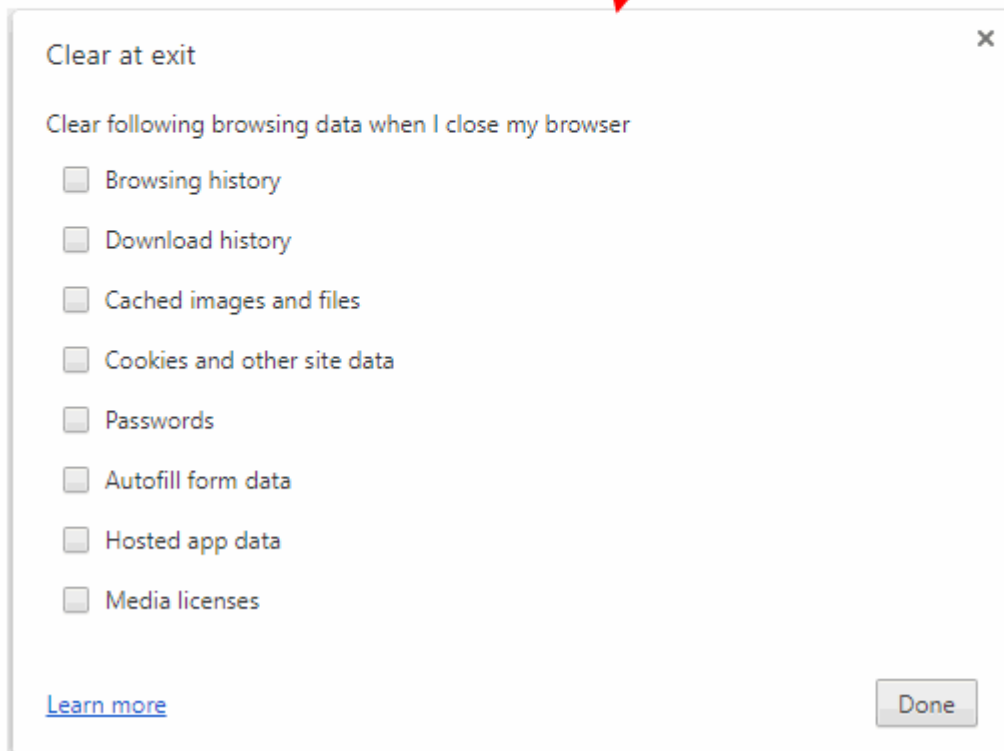 Clear at exit
Clear following browsing data when I close my browser
Browsing history
Download history
Cached images and files
Cookies and other site data
Passwords
Autofill form data
Hosted app data
Media licenses
Learn more
Done